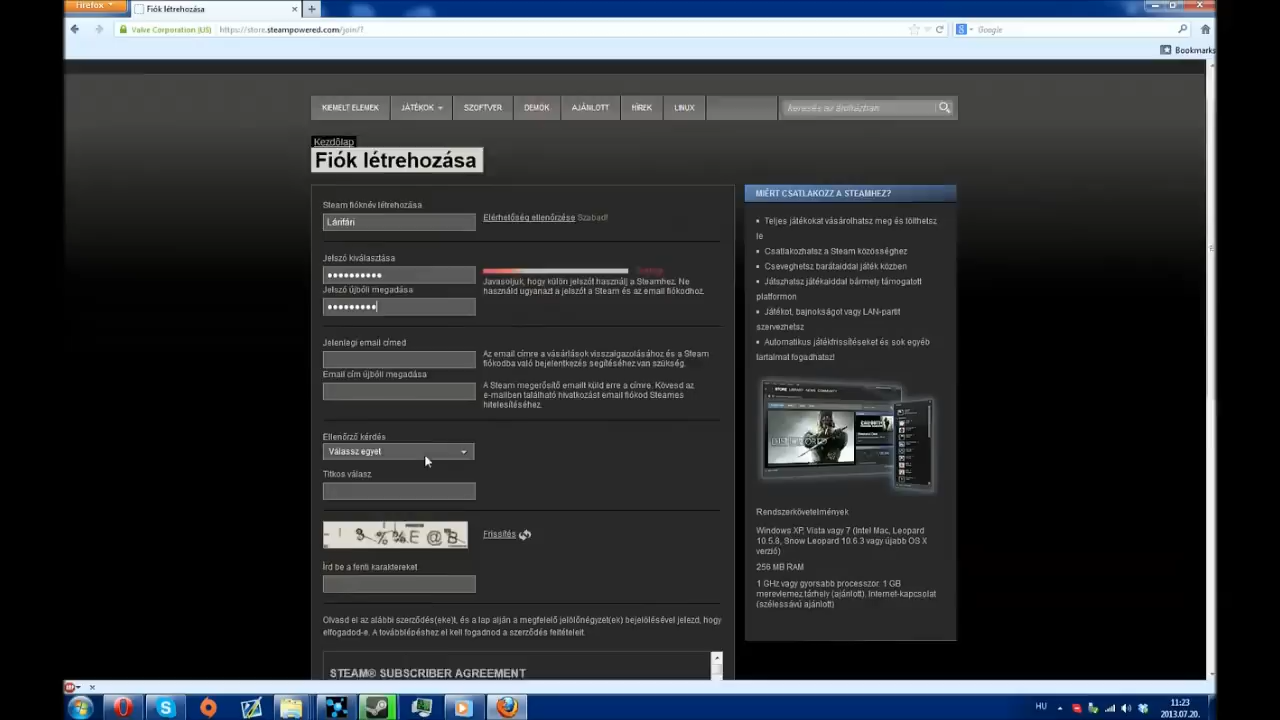 Firefox
Fiók létrehozása
Valve Corporation (US) https://store.steampowered.com/join/?
Google
Bookmarks
KIEMELT ELEMEK JÁTÉKOK SZOFTVER DEMÓK AJÁNLOTT HÍREK LINUX Keresés az áruházban
Kezdőlap
Fiók létrehozása
Steam fióknév létrehozása
Lárifári
Elérhetőség ellenőrzése Szabad!
Jelszó kiválasztása
Javasoljuk, hogy külön jelszót használj a Steamhez. Ne
használd ugyanazt a jelszót a Steam és az email fiókodhoz.
Jelszó újbóli megadása
Jelenlegi email címed
Az email címre a vásárlások visszaigazolásához és a Steam
fiókodba való bejelentkezés segítéséhez van szükség.
Email cím újbóli megadása
A Steam megerősítő emailt küld erre a címre. Kövesd az
e-mailben található hivatkozást email fiókod Steames
hitelesítéséhez.
Ellenőrző kérdés
Válassz egyet
Titkos válasz
Frissítés
Írd be a fenti karaktereket
Olvasd el az alábbi szerződés(eke)t, és a lap alján a megfelelő jelölőnégyzet(ek) bejelölésével jelezd, hogy
elfogadod-e. A továbblépéshez el kell fogadnod a szerződés feltételeit.
STEAM® SUBSCRIBER AGREEMENT
MIÉRT CSATLAKOZZ A STEAMHEZ?
Teljes játékokat vásárolhatsz meg és tölthetsz
le
Csatlakozhatsz a Steam közösséghez
Cseveghetsz barátaiddal játék közben
Játszhatsz játékaiddal bármely támogatott
platformon
Játékot, bajnokságot vagy LAN-partit
szervezhetsz
Automatikus játékfrissítéseket és sok egyéb
tartalmat fogadhatsz!
DISHONORED
Rendszerkövetelmények
Windows XP, Vista vagy 7 (Intel Mac, Leopard
10.5.8, Snow Leopard 10.6.3 vagy újabb OS X
verzió)
256 MB RAM
1 GHz vagy gyorsabb processzor. 1 GB
merevlemez tárhely (ajánlott). Internet-kapcsolat
(szélessávú ajánlott)
HU
11:23
2013.07.20.